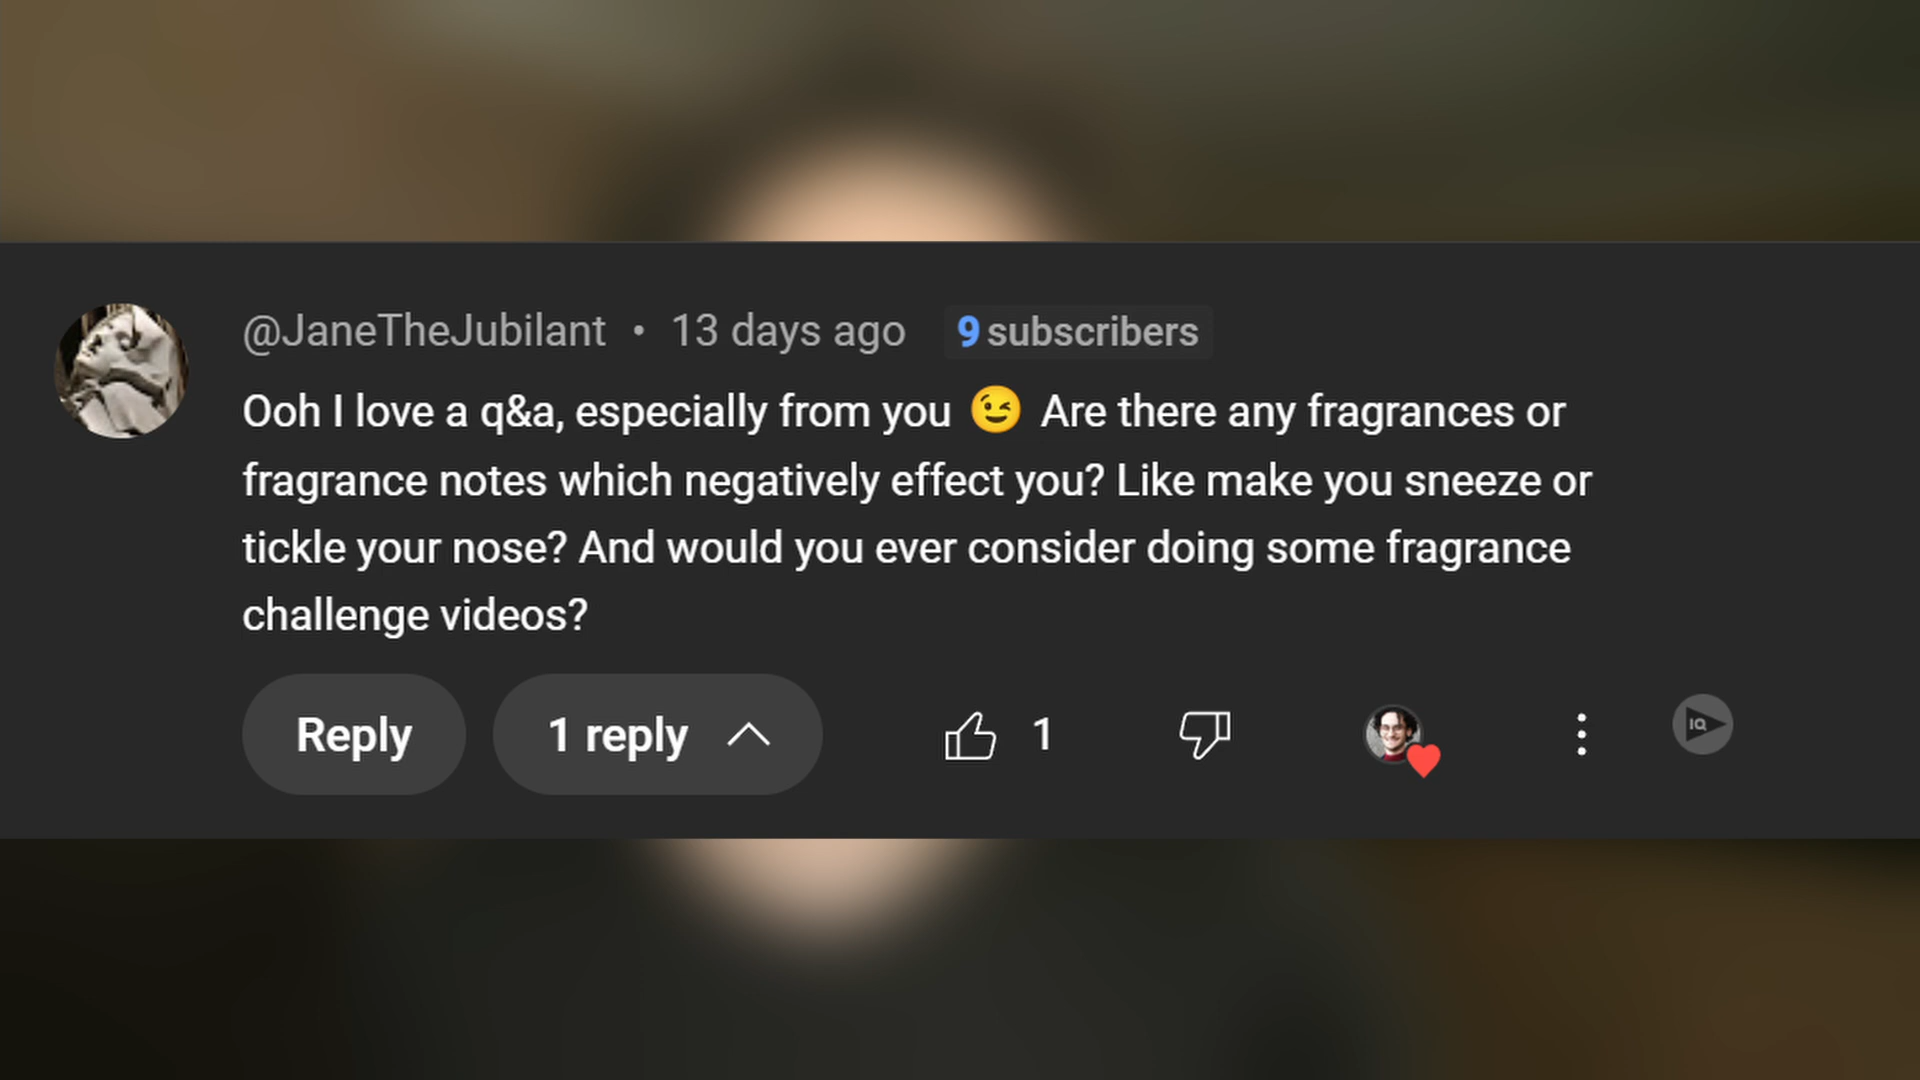 @JaneTheJubilant • 13 days ago 9 subscribers
Ooh I love a q&a, especially from you 😉 Are there any fragrances or
fragrance notes which negatively effect you? Like make you sneeze or
tickle your nose? And would you ever consider doing some fragrance
challenge videos?
Reply 1 reply 1 IQ